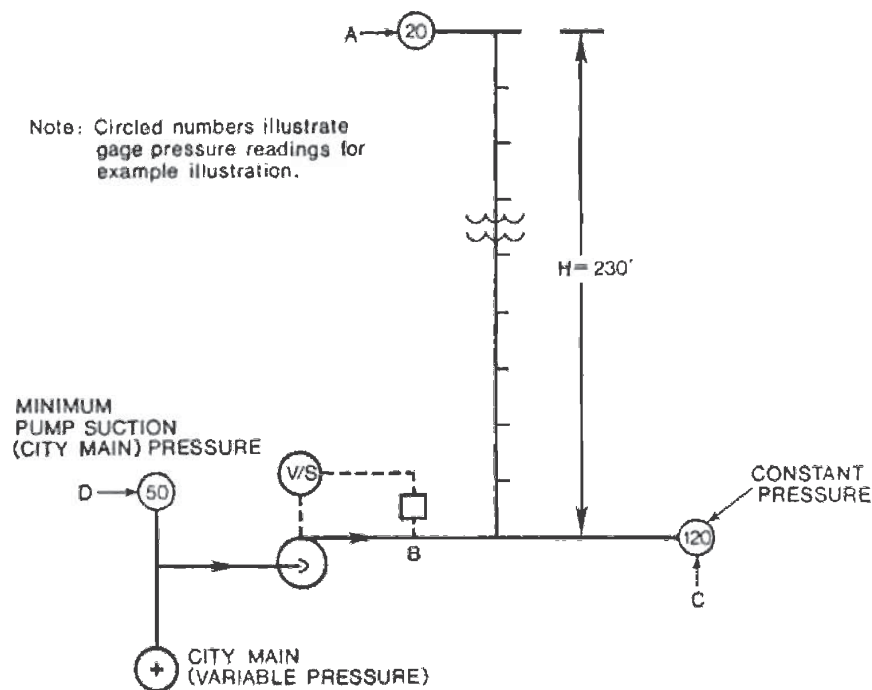 A
20
Note: Circled numbers illustrate
gage pressure readings for
example illustration.
H= 230'
MINIMUM
PUMP SUCTION
(CITY MAIN) PRESSURE
D
50
V/S
B
CONSTANT
PRESSURE
120
C
CITY MAIN
(VARIABLE PRESSURE)
+